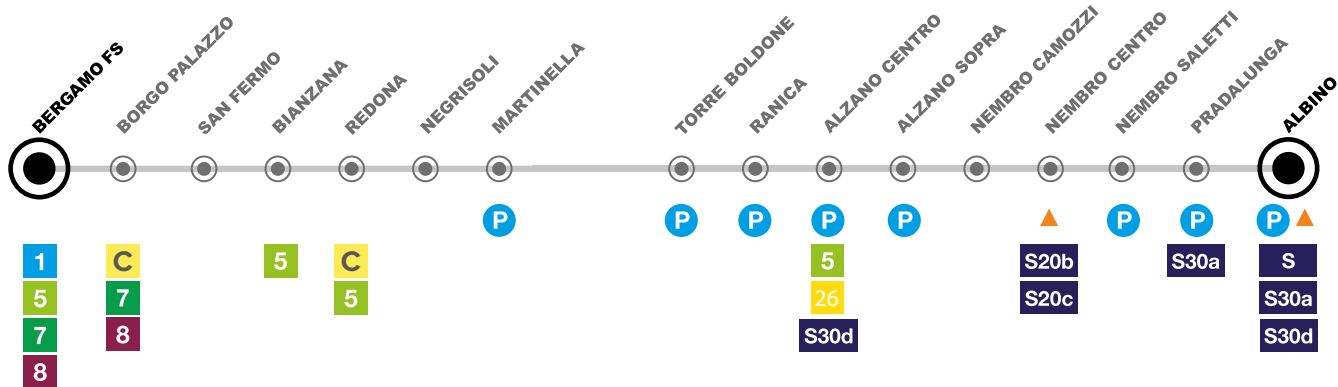 BERGAMO FS
BORGO PALAZZO
SAN FERMO
BIANZANA
REDONA
NEGRISOLI
MARTINELLA
TORRE BOLDONE
RANICA
ALZANO CENTRO
ALZANO SOPRA
NEMBRO CAMOZZI
NEMBRO CENTRO
NEMBRO SALETTI
PRADALUNGA
ALBINO
P P P P P P P P
1 C 5 C 5 S20b S30a S
5 7 5 26 S20c S30a
7 8 S30d S30d
8